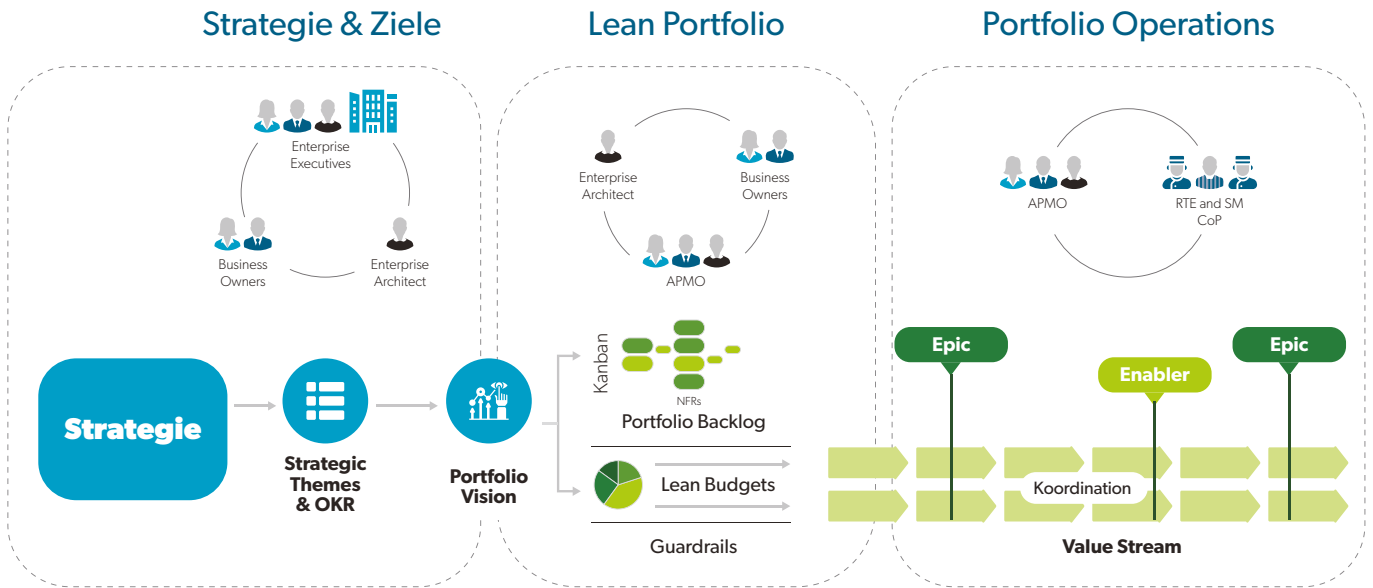 Strategie & Ziele
Lean Portfolio
Portfolio Operations
Enterprise
Executives
Business
Owners
Enterprise
Architect
Enterprise
Architect
Business
Owners
APMO
APMO
RTE and SM
CoP
Strategie
Strategic
Themes
& OKR
Portfolio
Vision
Kanban
NFRs
Portfolio Backlog
Lean Budgets
Guardrails
Epic
Enabler
Epic
Koordination
Value Stream